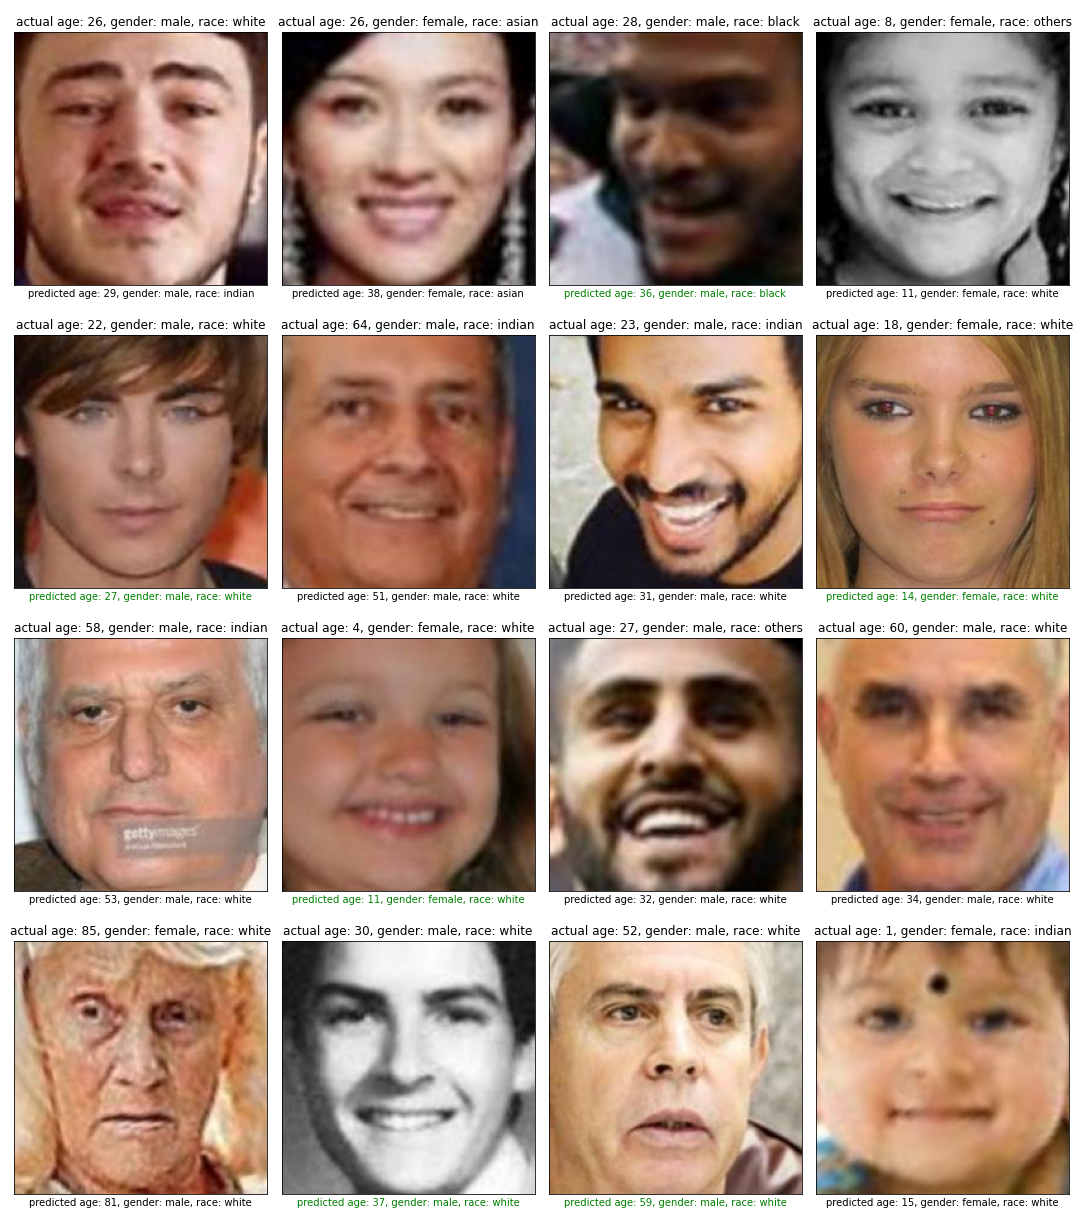 actual age: 26, gender: male, race: white
actual age: 26, gender: female, race: asian
actual age: 28, gender: male, race: black
actual age: 8, gender: female, race: others
predicted age: 29, gender: male, race: indian
predicted age: 38, gender: female, race: asian
predicted age: 36, gender: male, race: black
predicted age: 11, gender: female, race: white
actual age: 22, gender: male, race: white
actual age: 64, gender: male, race: indian
actual age: 23, gender: male, race: indian
actual age: 18, gender: female, race: white
predicted age: 27, gender: male, race: white
predicted age: 51, gender: male, race: white
predicted age: 31, gender: male, race: white
predicted age: 14, gender: female, race: white
actual age: 58, gender: male, race: indian
actual age: 4, gender: female, race: white
actual age: 27, gender: male, race: others
actual age: 60, gender: male, race: white
gettyimages
predicted age: 53, gender: male, race: white
predicted age: 11, gender: female, race: white
predicted age: 32, gender: male, race: white
predicted age: 34, gender: male, race: white
actual age: 85, gender: female, race: white
actual age: 30, gender: male, race: white
actual age: 52, gender: male, race: white
actual age: 1, gender: female, race: indian
predicted age: 81, gender: male, race: white
predicted age: 37, gender: male, race: white
predicted age: 59, gender: male, race: white
predicted age: 15, gender: female, race: white